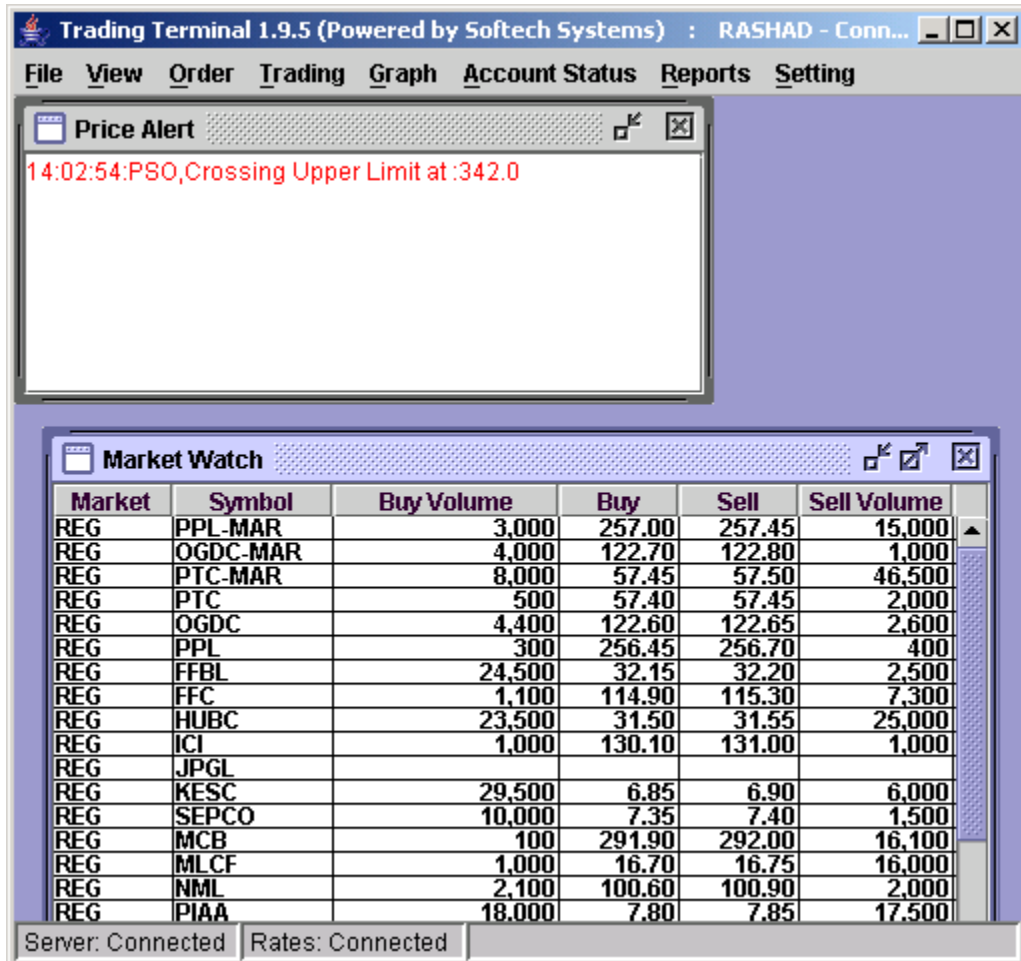 Trading Terminal 1.9.5 (Powered by Softech Systems) : RASHAD - Conn...
File View Order Trading Graph Account Status Reports Setting
Price Alert
14:02:54:PSO,Crossing Upper Limit at :342.0
Market Watch
Market Symbol Buy Volume Buy Sell Sell Volume
REG PPL-MAR 3,000 257.00 257.45 15,000
REG OGDC-MAR 4,000 122.70 122.80 1,000
REG PTC-MAR 8,000 57.45 57.50 46,500
REG PTC 500 57.40 57.45 2,000
REG OGDC 4,400 122.60 122.65 2,600
REG PPL 300 256.45 256.70 400
REG FFBL 24,500 32.15 32.20 2,500
REG FFC 1,100 114.90 115.30 7,300
REG HUBC 23,500 31.50 31.55 25,000
REG ICI 1,000 130.10 131.00 1,000
REG JPGL
REG KESC 29,500 6.85 6.90 6,000
REG SEPCO 10,000 7.35 7.40 1,500
REG MCB 100 291.90 292.00 16,100
REG MLCF 1,000 16.70 16.75 16,000
REG NML 2,100 100.60 100.90 2,000
REG PIAA 18,000 7.80 7.85 17,500
Server: Connected Rates: Connected